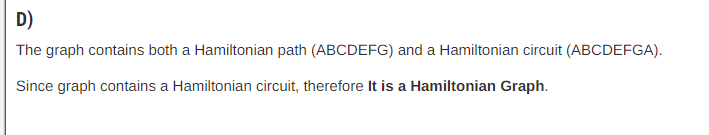 D)
The graph contains both a Hamiltonian path (ABCDEFG) and a Hamiltonian circuit (ABCDEFGA).
Since graph contains a Hamiltonian circuit, therefore It is a Hamiltonian Graph.